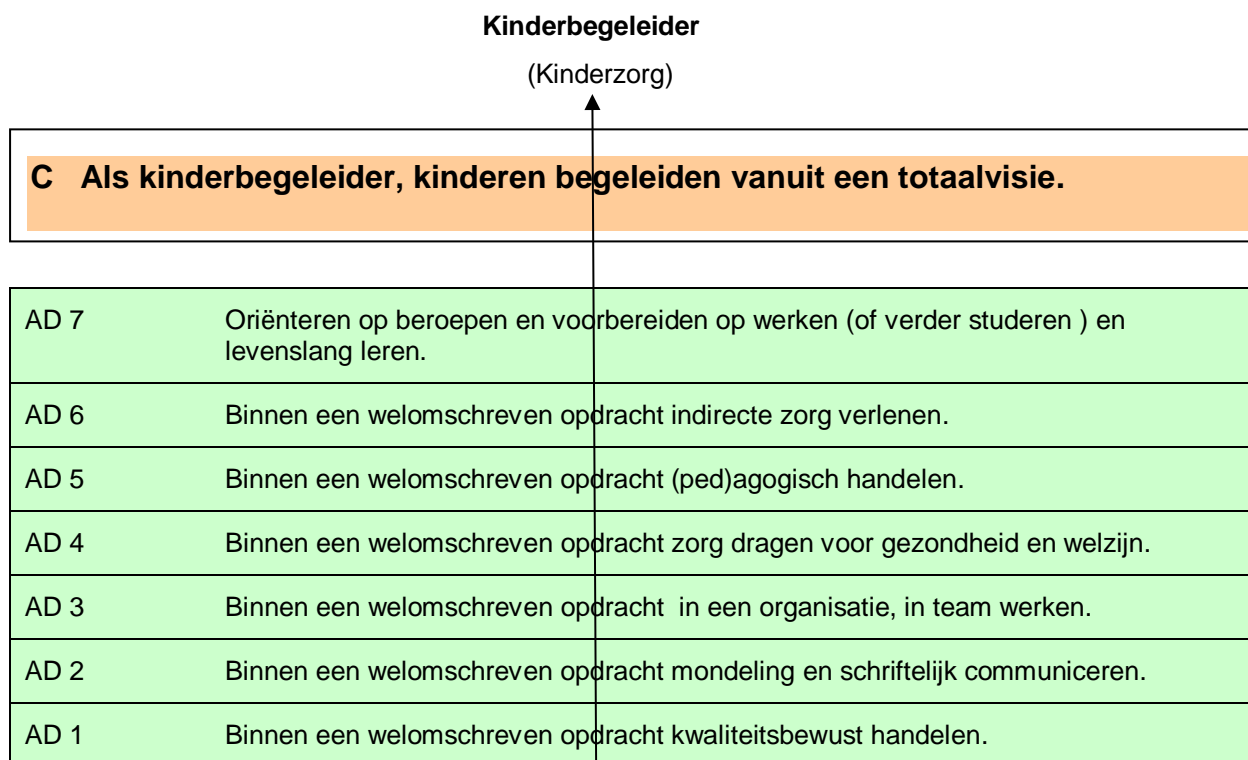 Kinderbegeleider
(Kinderzorg)
C Als kinderbegeleider, kinderen begeleiden vanuit een totaalvisie.
AD 7 Oriënteren op beroepen en voorbereiden op werken (of verder studeren ) en
levenslang leren.
AD 6 Binnen een welomschreven opdracht indirecte zorg verlenen.
AD 5 Binnen een welomschreven opdracht (ped)agogisch handelen.
AD 4 Binnen een welomschreven opdracht zorg dragen voor gezondheid en welzijn.
AD 3 Binnen een welomschreven opdracht in een organisatie, in team werken.
AD 2 Binnen een welomschreven opdracht mondeling en schriftelijk communiceren.
AD 1 Binnen een welomschreven opdracht kwaliteitsbewust handelen.